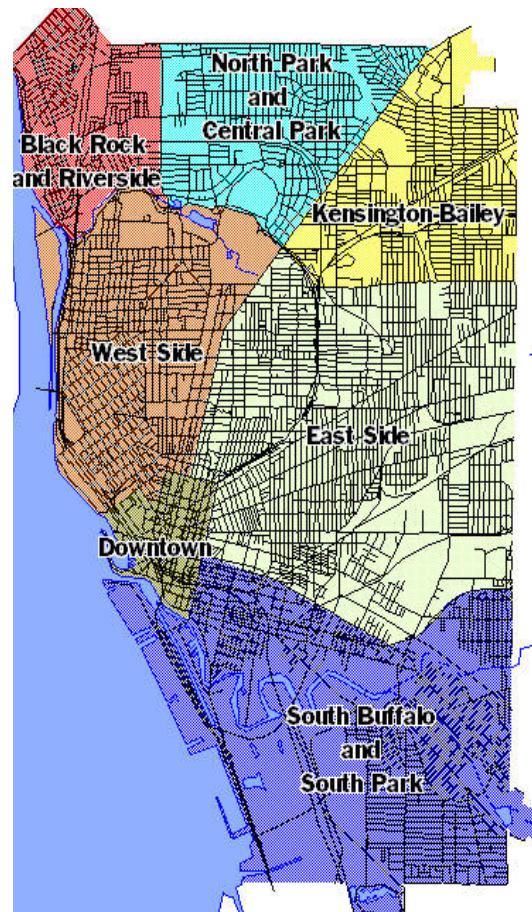 North Park
and
Central Park
Black Rock
and Riverside
Kensington-Bailey
West Side
East Side
Downtown
South Buffalo
and
South Park